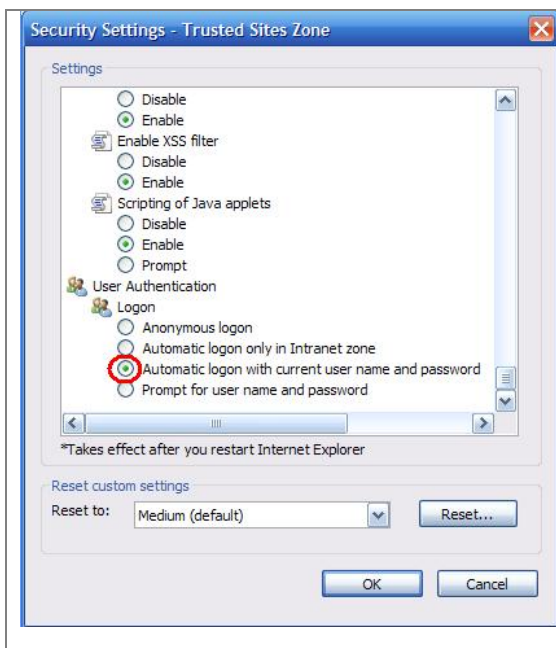 Security Settings - Trusted Sites Zone
Settings
Disable
Enable
Enable XSS filter
Disable
Enable
Scripting of Java applets
Disable
Enable
Prompt
User Authentication
Logon
Anonymous logon
Automatic logon only in Intranet zone
Automatic logon with current user name and password
Prompt for user name and password
*Takes effect after you restart Internet Explorer
Reset custom settings
Reset to: Medium (default) Reset...
OK Cancel